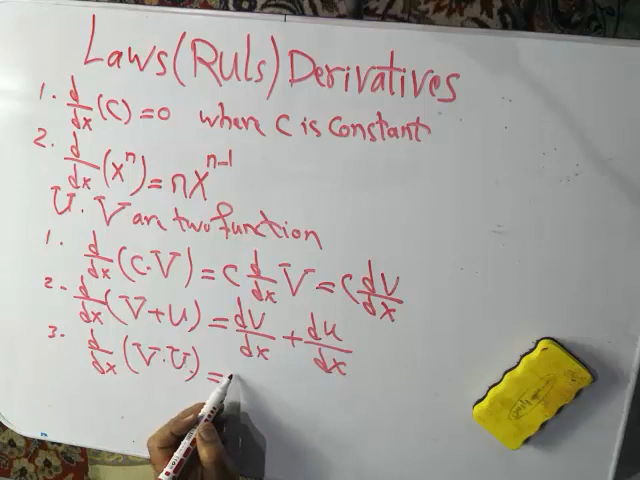 Laws (Ruls) Derivatives
1. d/dx (C) = 0 where C is constant
2. d/dx (x^n) = nx^n-1
U. V are two function
1. d/dx (C.V) = C d/dx V = C dv/dx
2. d/dx (V+u) = dv/dx + du/dx
3. d/dx (V.U) =